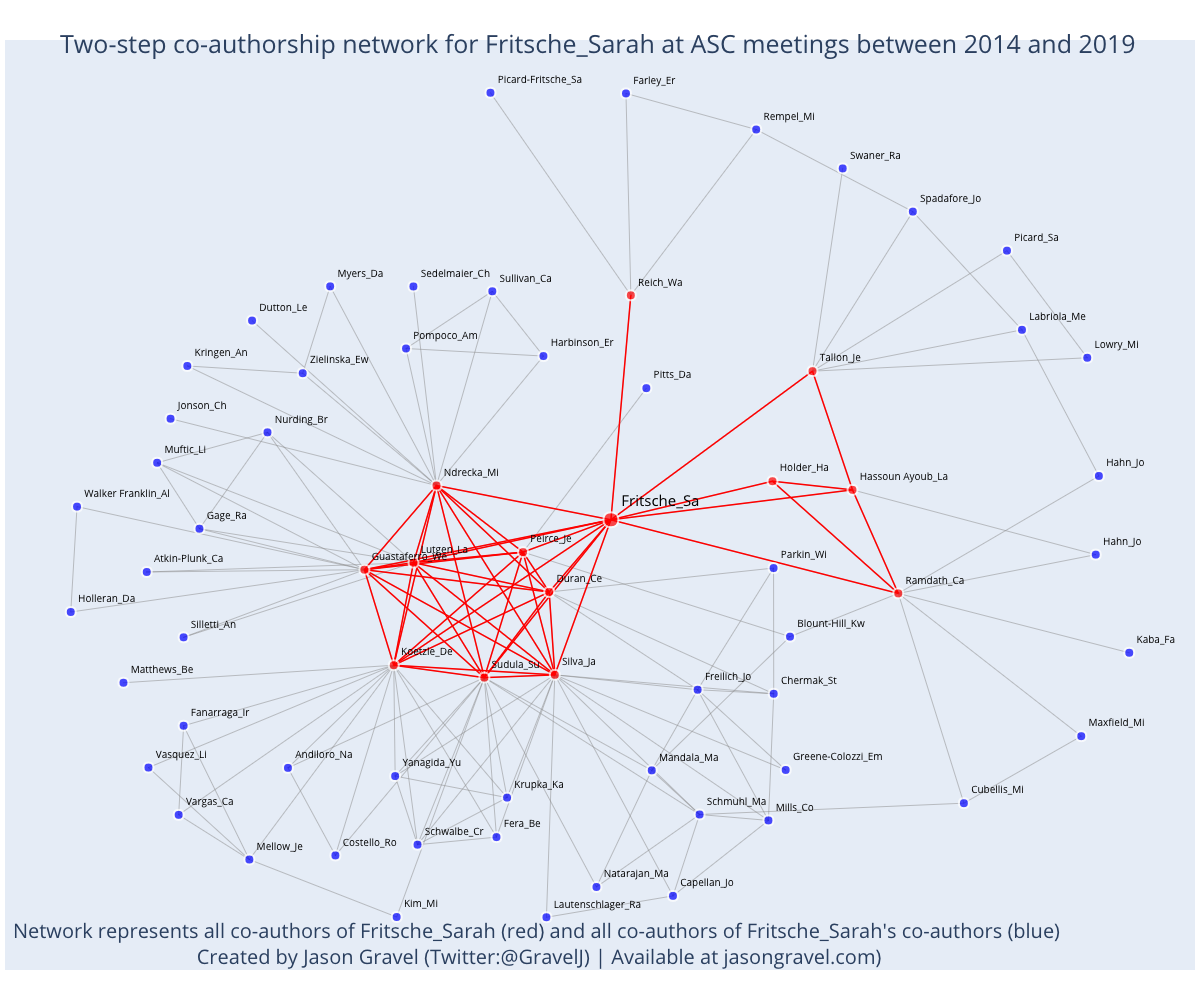 Two-step co-authorship network for Fritsche_Sarah at ASC meetings between 2014 and 2019
Picard-Fritsche_Sa
Farley_Er
Rempel_Mi
Swaner_Ra
Spadafore_Jo
Picard_Sa
Myers_Da
Sedelmaier_Ch
Sullivan_Ca
Reich_Wa
Dutton_Le
Labriola_Me
Pompoco_Am
Harbinson_Er
Lowry_Mi
Kringen_An
Zielinska_Ew
Tallon_Je
Pitts_Da
Jonson_Ch
Nurding_Br
Muftic_Li
Ndrecka_Mi
Holder_Ha
Hassoun Ayoub_La
Hahn_Jo
Walker Franklin_Al
Fritsche_Sa
Gage_Ra
Peirce_Je
Lutgen_La
Guastaferro_We
Atkin-Plunk_Ca
Hahn_Jo
Parkin_Wi
Duran_Ce
Ramdath_Ca
Holleran_Da
Silletti_An
Blount-Hill_Kw
Kaba_Fa
Koetzle_De
Sudula_Su
Silva_Ja
Matthews_Be
Freilich_Jo
Chermak_St
Fanarraga_Ir
Maxfield_Mi
Vasquez_Li
Andiloro_Na
Yanagida_Yu
Mandala_Ma
Greene-Colozzi_Em
Krupka_Ka
Cubellis_Mi
Vargas_Ca
Schmuhl_Ma
Mills_Co
Fera_Be
Schwalbe_Cr
Mellow_Je
Costello_Ro
Natarajan_Ma
Capellan_Jo
Kim_Mi
Lautenschlager_Ra
Network represents all co-authors of Fritsche_Sarah (red) and all co-authors of Fritsche_Sarah's co-authors (blue)
Created by Jason Gravel (Twitter:@GravelJ) | Available at jasongravel.com)